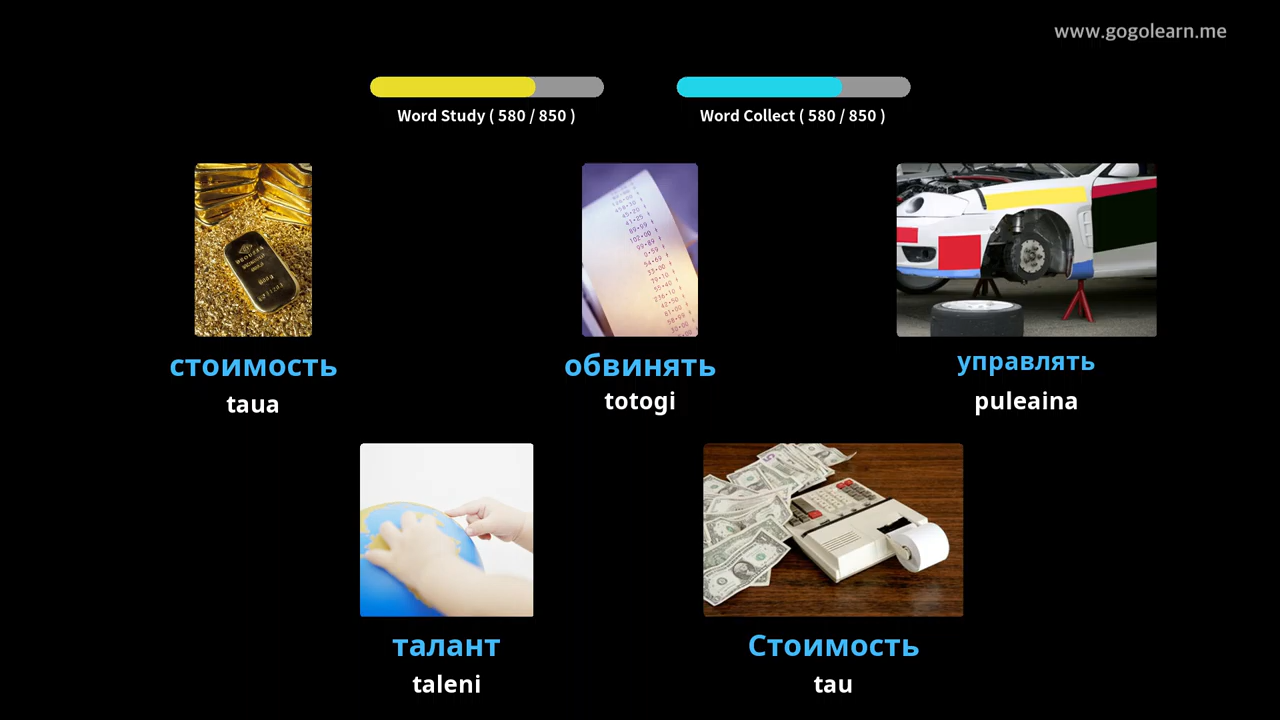 www.gogolearn.me
Word Study ( 580 / 850 )
Word Collect ( 580 / 850 )
стоимость
taua
обвинять
totogi
управлять
puleaina
талант
taleni
Стоимость
tau